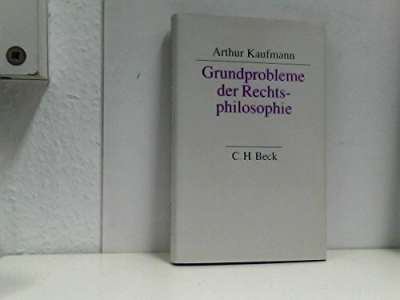 Arthur Kaufmann
Grundprobleme
der Rechts-
philosophie
C. H. Beck